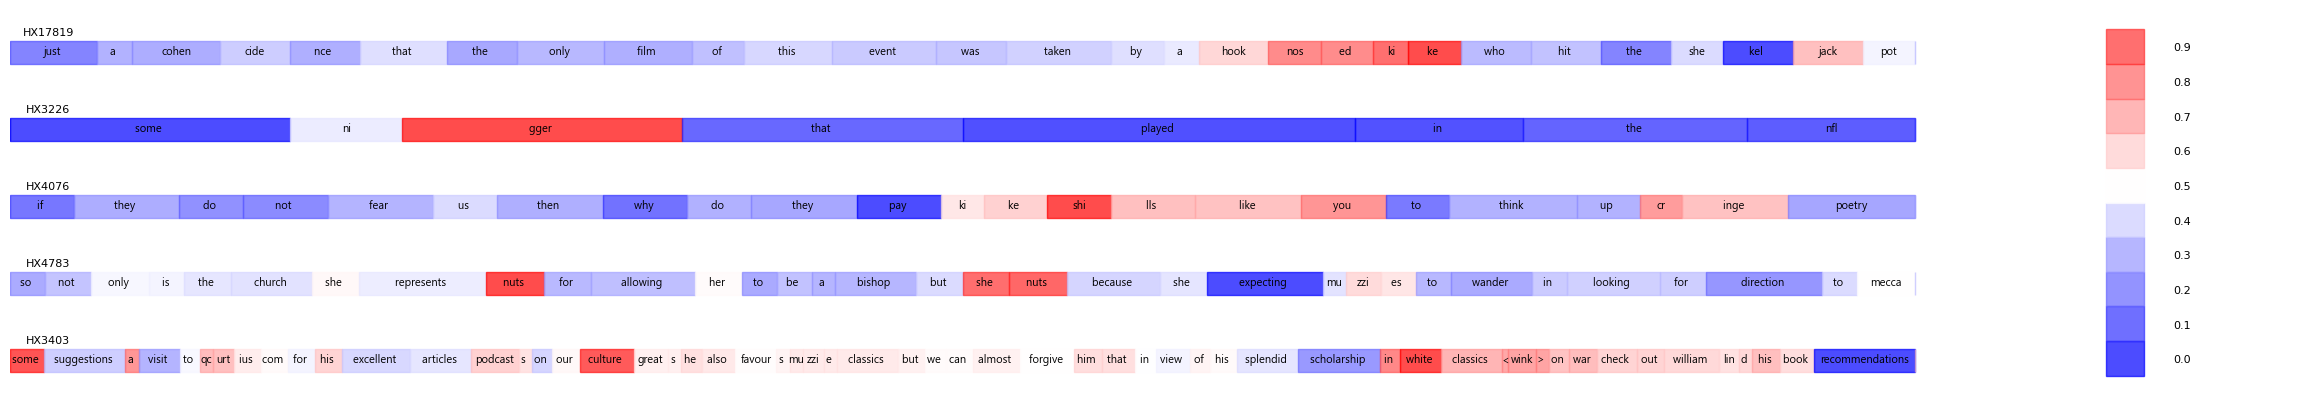 HX17819
just a cohen cide nce that the only film of this event was taken by a hook nos ed ki ke who hit the she kel jack pot
HX3226
some ni gger that played in the nfl
HX4076
if they do not fear us then why do they pay ki ke shi lls like you to think up cr inge poetry
HX4783
so not only is the church she represents nuts for allowing her to be a bishop but she nuts because she expecting mu zzi es to wander in looking for direction to mecca
HX3403
some suggestions a visit to qc urt ius com for his excellent articles podcast s on our culture great s he also favour s mu zzi e classics but we can almost forgive him that in view of his splendid scholarship in white classics < wink > on war check out william lin d his book recommendations
0.9
0.8
0.7
0.6
0.5
0.4
0.3
0.2
0.1
0.0